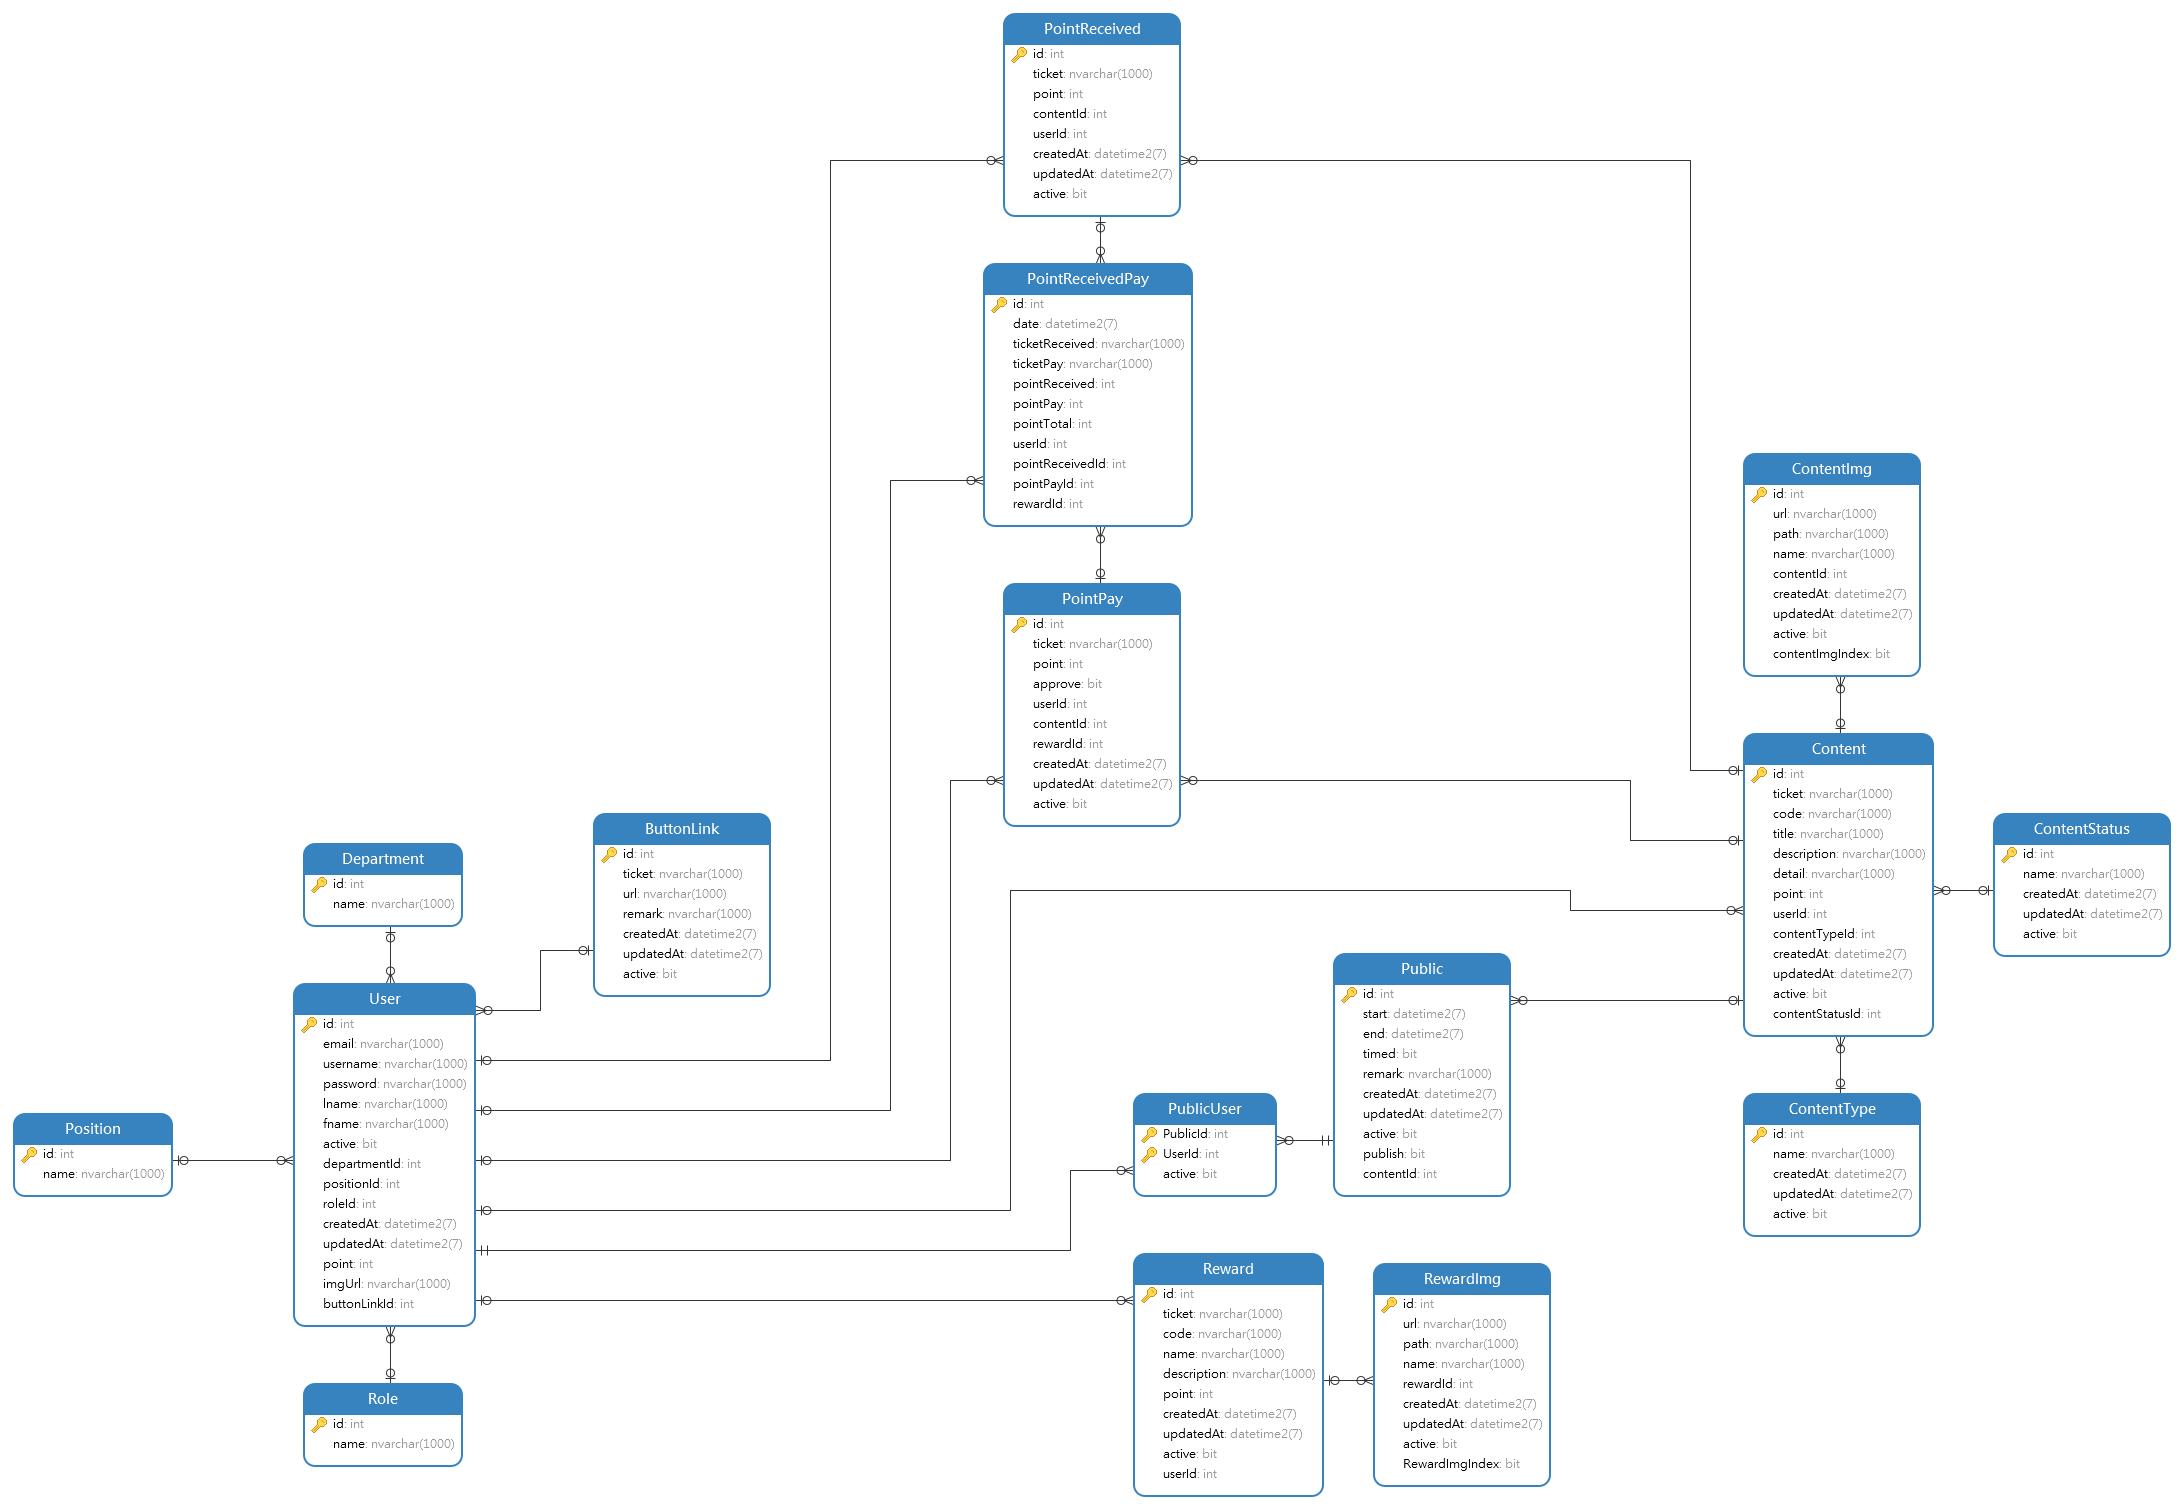 PointReceived
id: int
ticket: nvarchar(1000)
point: int
contentId: int
userId: int
createdAt: datetime2(7)
updatedAt: datetime2(7)
active: bit
PointReceivedPay
id: int
date: datetime2(7)
ticketReceived: nvarchar(1000)
ticketPay: nvarchar(1000)
pointReceived: int
pointPay: int
pointTotal: int
userId: int
pointReceivedId: int
pointPayId: int
rewardId: int
PointPay
id: int
ticket: nvarchar(1000)
point: int
approve: bit
userId: int
contentId: int
rewardId: int
createdAt: datetime2(7)
updatedAt: datetime2(7)
active: bit
ContentImg
id: int
url: nvarchar(1000)
path: nvarchar(1000)
name: nvarchar(1000)
contentId: int
createdAt: datetime2(7)
updatedAt: datetime2(7)
active: bit
contentImgIndex: bit
Content
id: int
ticket: nvarchar(1000)
code: nvarchar(1000)
title: nvarchar(1000)
description: nvarchar(1000)
detail: nvarchar(1000)
point: int
userId: int
contentTypeId: int
createdAt: datetime2(7)
updatedAt: datetime2(7)
active: bit
contentStatusId: int
ContentStatus
id: int
name: nvarchar(1000)
createdAt: datetime2(7)
updatedAt: datetime2(7)
active: bit
ButtonLink
id: int
ticket: nvarchar(1000)
url: nvarchar(1000)
remark: nvarchar(1000)
createdAt: datetime2(7)
updatedAt: datetime2(7)
active: bit
Department
id: int
name: nvarchar(1000)
User
id: int
email: nvarchar(1000)
username: nvarchar(1000)
password: nvarchar(1000)
lname: nvarchar(1000)
fname: nvarchar(1000)
active: bit
departmentId: int
positionId: int
roleId: int
createdAt: datetime2(7)
updatedAt: datetime2(7)
point: int
imgUrl: nvarchar(1000)
buttonLinkId: int
Position
id: int
name: nvarchar(1000)
Role
id: int
name: nvarchar(1000)
Public
id: int
start: datetime2(7)
end: datetime2(7)
timed: bit
remark: nvarchar(1000)
createdAt: datetime2(7)
updatedAt: datetime2(7)
active: bit
publish: bit
contentId: int
PublicUser
PublicId: int
UserId: int
active: bit
ContentType
id: int
name: nvarchar(1000)
createdAt: datetime2(7)
updatedAt: datetime2(7)
active: bit
Reward
id: int
ticket: nvarchar(1000)
code: nvarchar(1000)
name: nvarchar(1000)
description: nvarchar(1000)
point: int
createdAt: datetime2(7)
updatedAt: datetime2(7)
active: bit
userId: int
RewardImg
id: int
url: nvarchar(1000)
path: nvarchar(1000)
name: nvarchar(1000)
rewardId: int
createdAt: datetime2(7)
updatedAt: datetime2(7)
active: bit
RewardImgIndex: bit